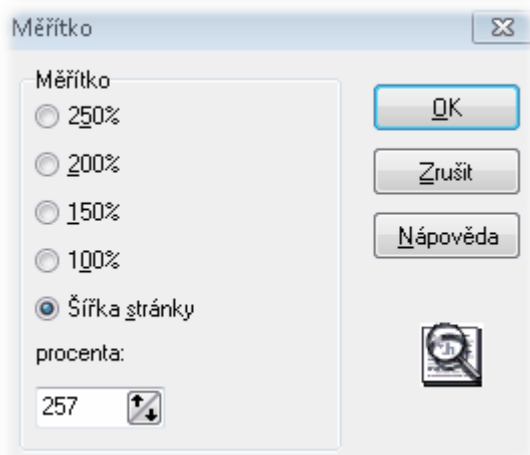 Měřítko
Měřítko
250%
200%
150%
100%
Šířka stránky
procenta:
257
OK
Zrušit
Nápověda